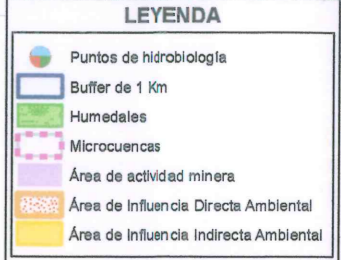 LEYENDA
Puntos de hidrobiología
Buffer de 1 Km
Humedales
Microcuencas
Área de actividad minera
Área de Influencia Directa Ambiental
Área de Influencia Indirecta Ambiental